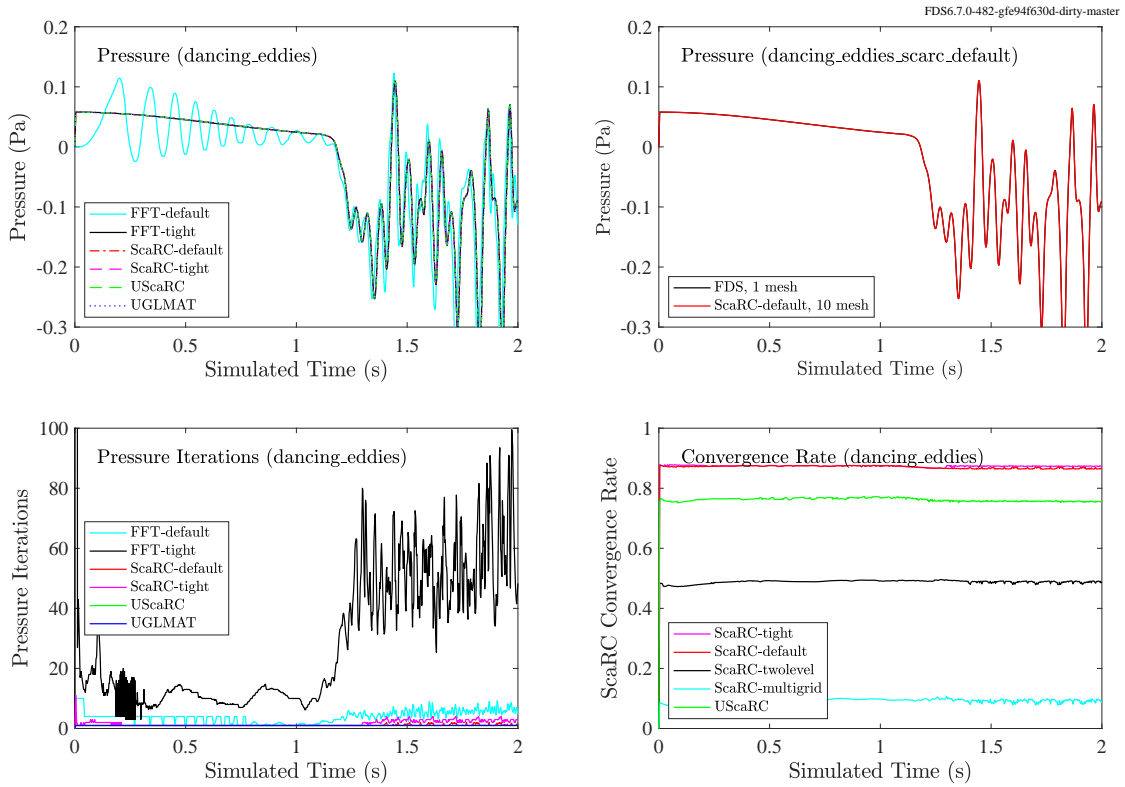 FDS6.7.0-482-gfe94f630d-dirty-master
Pressure (dancing_eddies)
0.2
0.1
0
-0.1
-0.2
-0.3
Pressure (Pa)
FFT-default
FFT-tight
ScaRC-default
ScaRC-tight
UScaRC
UGLMAT
0
0.5
1
1.5
2
Simulated Time (s)
Pressure (dancing_eddies_scarc_default)
0.2
0.1
0
-0.1
-0.2
-0.3
Pressure (Pa)
FDS, 1 mesh
ScaRC-default, 10 mesh
0
0.5
1
1.5
2
Simulated Time (s)
Pressure Iterations (dancing_eddies)
100
80
60
40
20
0
Pressure Iterations
FFT-default
FFT-tight
ScaRC-default
ScaRC-tight
UScaRC
UGLMAT
0
0.5
1
1.5
2
Simulated Time (s)
Convergence Rate (dancing_eddies)
1
0.8
0.6
0.4
0.2
0
ScaRC Convergence Rate
ScaRC-tight
ScaRC-default
ScaRC-twolevel
ScaRC-multigrid
UScaRC
0
0.5
1
1.5
2
Simulated Time (s)